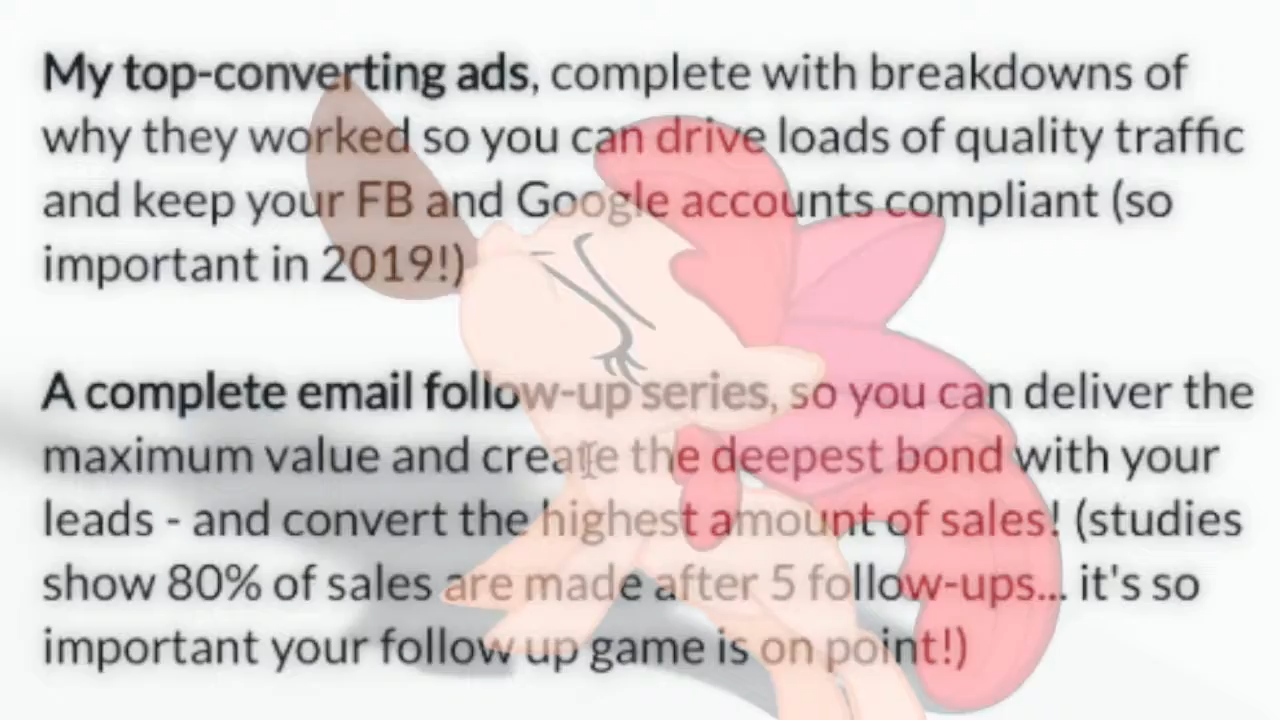 My top-converting ads, complete with breakdowns of
why they worked so you can drive loads of quality traffic
and keep your FB and Google accounts compliant (so
important in 2019!)
A complete email follow-up series, so you can deliver the
maximum value and create the deepest bond with your
leads - and convert the highest amount of sales! (studies
show 80% of sales are made after 5 follow-ups... it's so
important your follow up game is on point!)